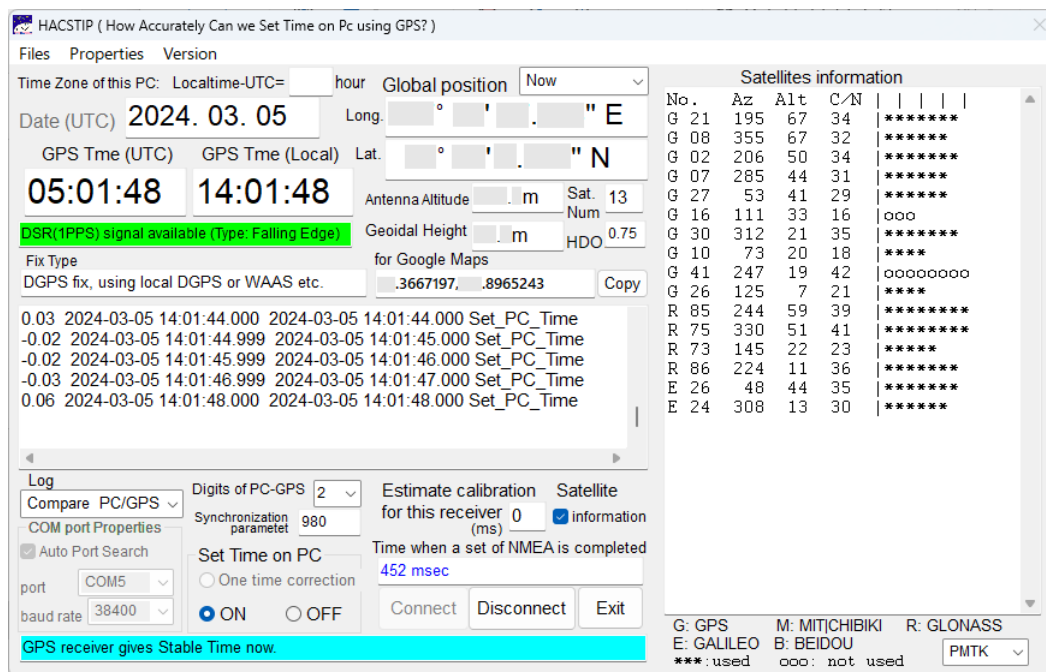 HACSTIP ( How Accurately Can we Set Time on Pc using GPS? )
Files Properties Version
Time Zone of this PC: Localtime-UTC= hour
Date (UTC) 2024. 03. 05
GPS Tme (UTC) GPS Tme (Local)
05:01:48 14:01:48
DSR(1PPS) signal available (Type: Falling Edge)
Fix Type
DGPS fix, using local DGPS or WAAS etc.
Global position Now
Long. ° ' . " E
Lat. ° ' . " N
Antenna Altitude . m Sat. Num 13
Geoidal Height . m HDO 0.75
for Google Maps
.3667197, .8965243 Copy
0.03 2024-03-05 14:01:44.000 2024-03-05 14:01:44.000 Set_PC_Time
-0.02 2024-03-05 14:01:44.999 2024-03-05 14:01:45.000 Set_PC_Time
-0.02 2024-03-05 14:01:45.999 2024-03-05 14:01:46.000 Set_PC_Time
-0.03 2024-03-05 14:01:46.999 2024-03-05 14:01:47.000 Set_PC_Time
0.06 2024-03-05 14:01:48.000 2024-03-05 14:01:48.000 Set_PC_Time
Log
Compare PC/GPS
COM port Properties
Auto Port Search
port COM5
baud rate 38400
Digits of PC-GPS 2
Synchronization parametet 980
Set Time on PC
One time correction
ON OFF
Estimate calibration
for this receiver 0
(ms)
Satellite
information
Time when a set of NMEA is completed
452 msec
Connect Disconnect Exit
GPS receiver gives Stable Time now.
Satellites information
No. Az Alt C/N | | | | |
G 21 195 67 34 |*******
G 08 355 67 32 |******
G 02 206 50 34 |*******
G 07 285 44 31 |******
G 27 53 41 29 |******
G 16 111 33 16 |ooo
G 30 312 21 35 |*******
G 10 73 20 18 |****
G 41 247 19 42 |oooooooo
G 26 125 7 21 |****
R 85 244 59 39 |********
R 75 330 51 41 |********
R 73 145 22 23 |*****
R 86 224 11 36 |*******
E 26 48 44 35 |*******
E 24 308 13 30 |******
G: GPS M: MIT|CHIBIKI R: GLONASS
E: GALILEO B: BEIDOU
***:used ooo: not used
PMTK